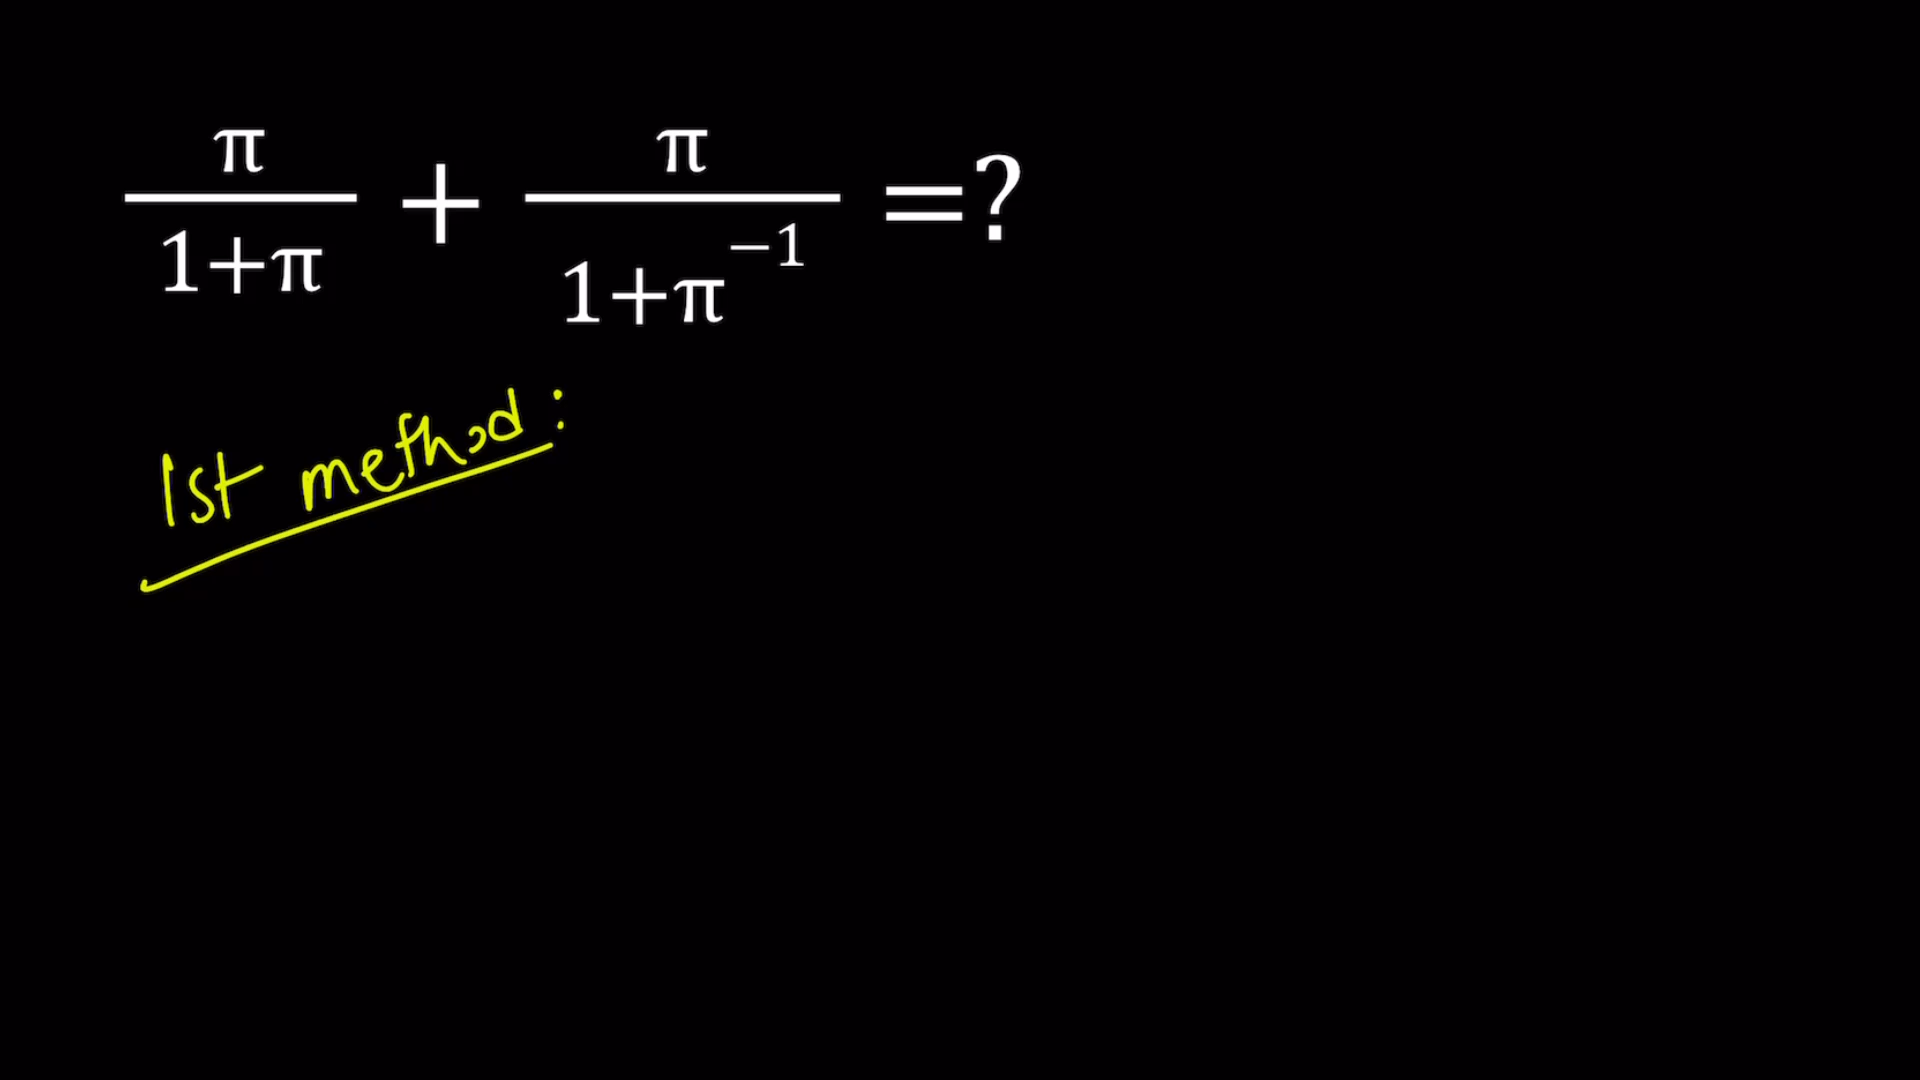 π/(1+π) + π/(1+π⁻¹) =?
1st method: